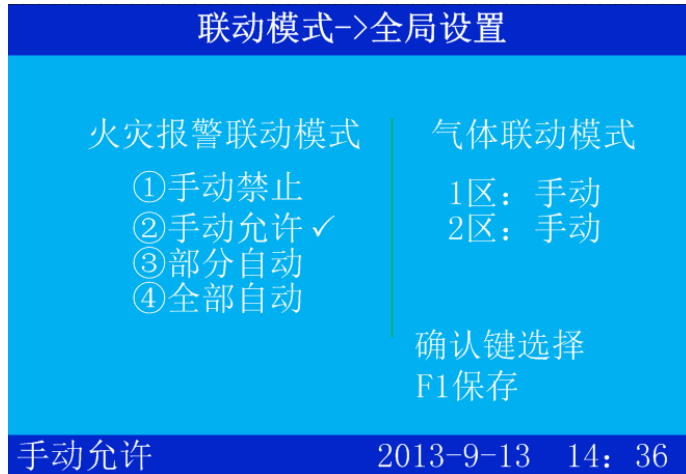 联动模式->全局设置
火灾报警联动模式
①手动禁止
②手动允许✓
③部分自动
④全部自动
气体联动模式
1区：手动
2区：手动
确认键选择
F1保存
手动允许
2013-9-13 14：36